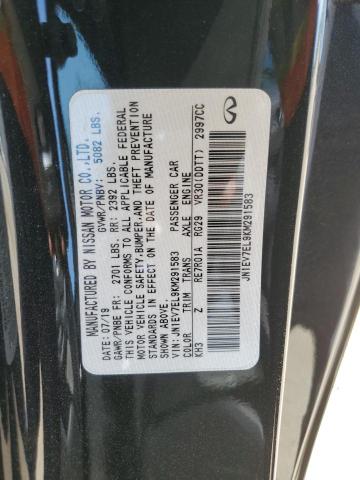 MANUFACTURED BY NISSAN MOTOR CO.,LTD.
DATE: 07/19 GVWR/PNBV: 5082 LBS.
GAWR/PNBE FR: 2701 LBS. RR: 2392 LBS.
THIS VEHICLE CONFORMS TO ALL APPLICABLE FEDERAL
MOTOR VEHICLE SAFETY,BUMPER,AND THEFT PREVENTION
STANDARDS IN EFFECT ON THE DATE OF MANUFACTURE
SHOWN ABOVE.
VIN: JN1EV7EL9KM291583 PASSENGER CAR
COLOR TRIM TRANS AXLE ENGINE
KH3 Z RE7R01A RG29 VR30(DDTT) 2997CC
JN1EV7EL9KM291583